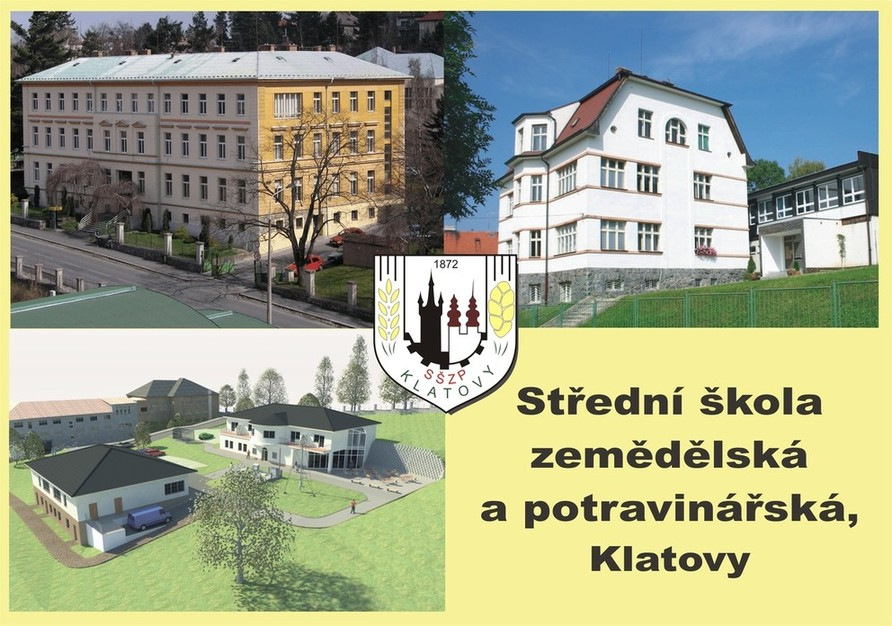 1872
SŠZP
KLATOVY
Střední škola
zemědělská
a potravinářská,
Klatovy